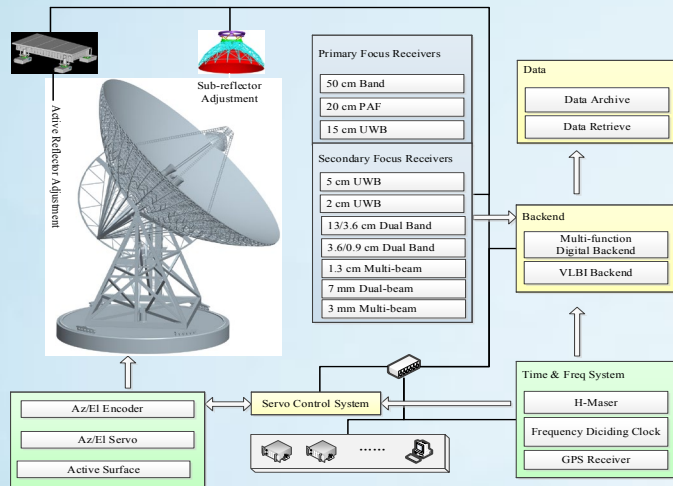 Sub-reflector
Adjustment
Active Reflector Adjustment
Primary Focus Receivers
50 cm Band
20 cm PAF
15 cm UWB
Secondary Focus Receivers
5 cm UWB
2 cm UWB
13/3.6 cm Dual Band
3.6/0.9 cm Dual Band
1.3 cm Multi-beam
7 mm Dual-beam
3 mm Multi-beam
Data
Data Archive
Data Retrieve
Backend
Multi-function
Digital Backend
VLBI Backend
Time & Freq System
H-Maser
Frequency Diciding Clock
GPS Receiver
Servo Control System
Az/El Encoder
Az/El Servo
Active Surface
......